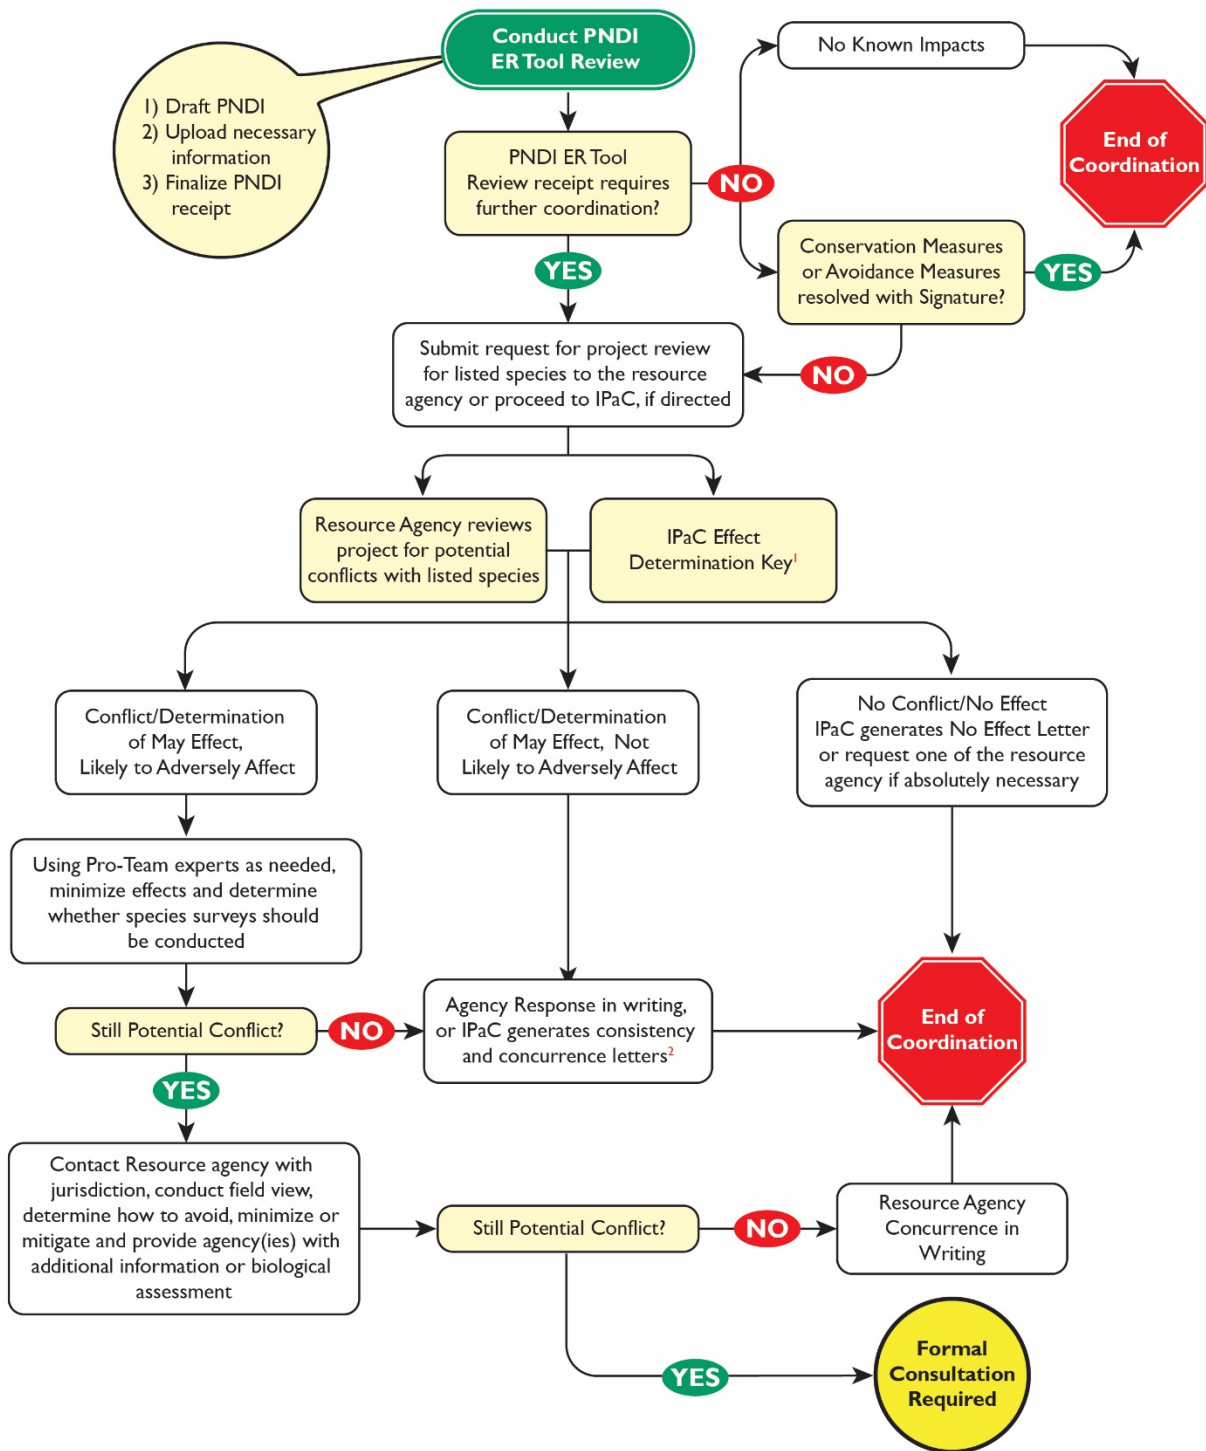 Conduct PNDI
ER Tool Review
1) Draft PNDI
2) Upload necessary
information
3) Finalize PNDI
receipt
No Known Impacts
End of
Coordination
PNDI ER Tool
Review receipt requires
further coordination?
NO
YES
Conservation Measures
or Avoidance Measures
resolved with Signature?
YES
NO
Submit request for project review
for listed species to the resource
agency or proceed to IPaC, if directed
Resource Agency reviews
project for potential
conflicts with listed species
IPaC Effect
Determination Key1
Conflict/Determination
of May Effect,
Likely to Adversely Affect
Conflict/Determination
of May Effect, Not
Likely to Adversely Affect
No Conflict/No Effect
IPaC generates No Effect Letter
or request one of the resource
agency if absolutely necessary
Using Pro-Team experts as needed,
minimize effects and determine
whether species surveys should
be conducted
Still Potential Conflict?
NO
Agency Response in writing,
or IPaC generates consistency
and concurrence letters2
End of
Coordination
YES
Contact Resource agency with
jurisdiction, conduct field view,
determine how to avoid, minimize or
mitigate and provide agency(ies) with
additional information or biological
assessment
Still Potential Conflict?
NO
Resource Agency
Concurrence in
Writing
YES
Formal
Consultation
Required